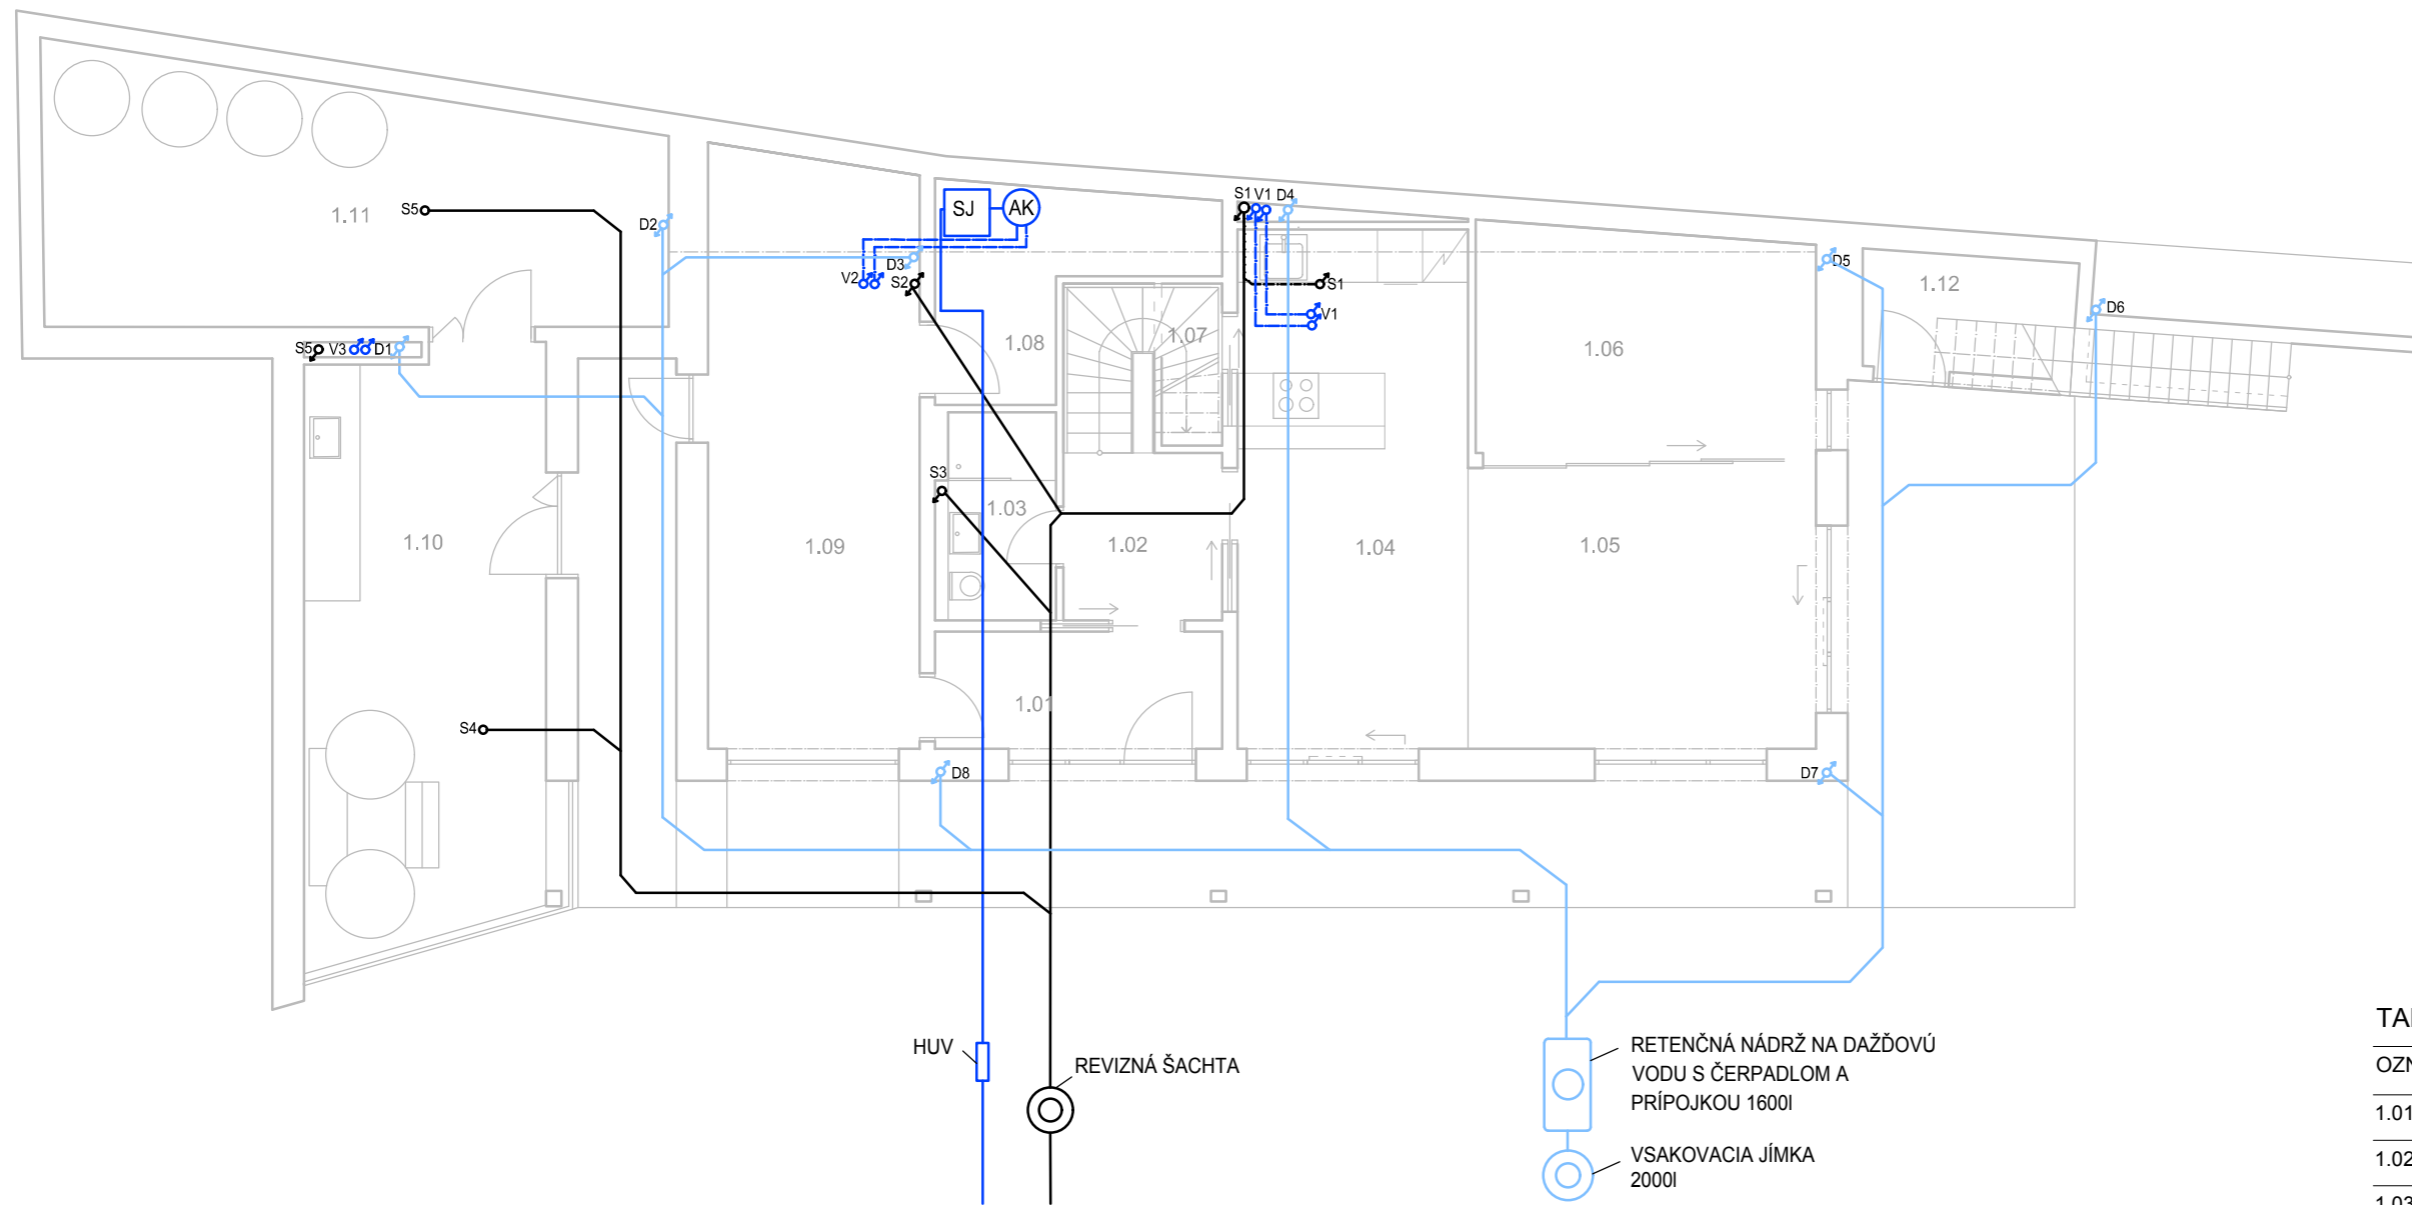 S1 V1 D4
SJ
AK
1.11
S5
D2
D3
V2
S2
D5
1.12
S1
D6
V1
1.08
1.07
1.06
S5 V3 D1
S3
1.03
1.10
1.09
1.02
1.04
1.05
1.01
S4
D8
D7
HUV
REVIZNÁ ŠACHTA
RETENČNÁ NÁDRŽ NA DAŽĎOVÚ
VODU S ČERPADLOM A
PRÍPOJKOU 1600l
VSAKOVACIA JÍMKA
2000l
TA
OZN
1.01
1.02
1.03